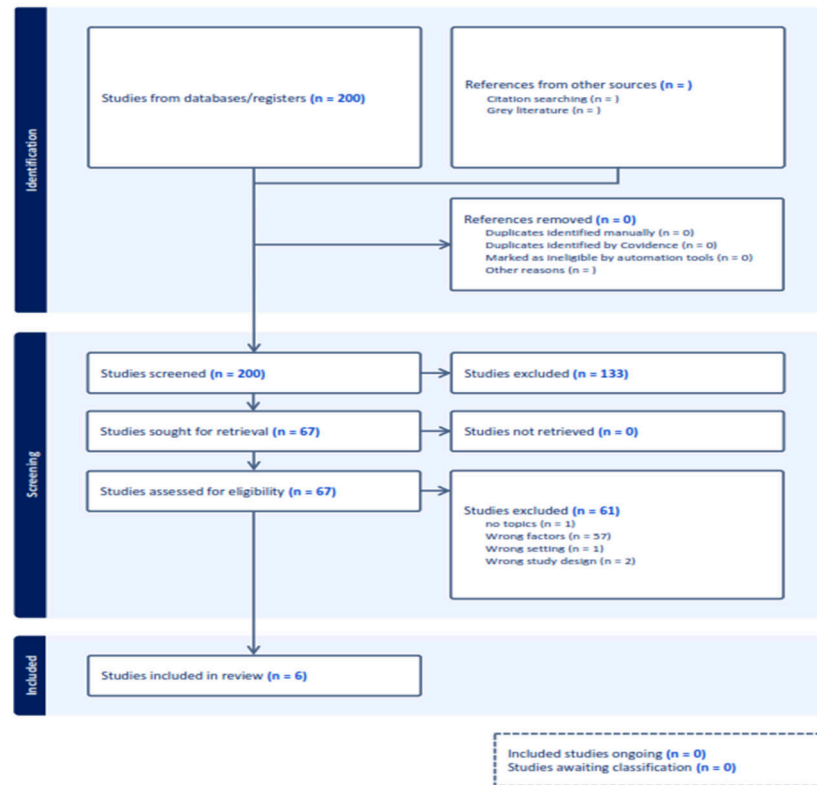 Identification
Studies from databases/registers (n = 200)
References from other sources (n = )
Citation searching (n = )
Grey literature (n = )
References removed (n = 0)
Duplicates identified manually (n = 0)
Duplicates identified by Covidence (n = 0)
Marked as ineligible by automation tools (n = 0)
Other reasons (n = )
Screening
Studies screened (n = 200)
Studies excluded (n = 133)
Studies sought for retrieval (n = 67)
Studies not retrieved (n = 0)
Studies assessed for eligibility (n = 67)
Studies excluded (n = 61)
no topics (n = 1)
Wrong factors (n = 57)
Wrong setting (n = 1)
Wrong study design (n = 2)
Included
Studies included in review (n = 6)
Included studies ongoing (n = 0)
Studies awaiting classification (n = 0)